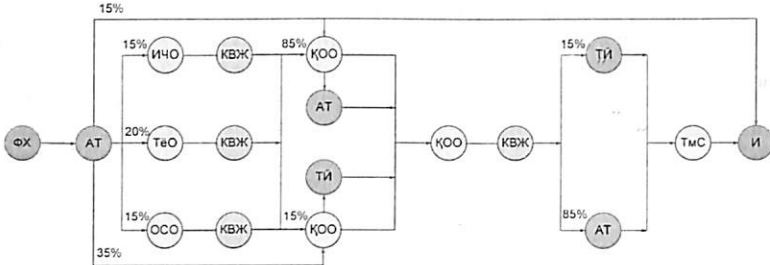 15%
15% ИЧО КВЖ 85% ҚОО 15% ТЙ
АТ
ФХ АТ 20% ТёО КВЖ ҚОО КВЖ ТмС И
ТЙ
15% ОСО КВЖ 15% ҚОО 85% АТ
35%